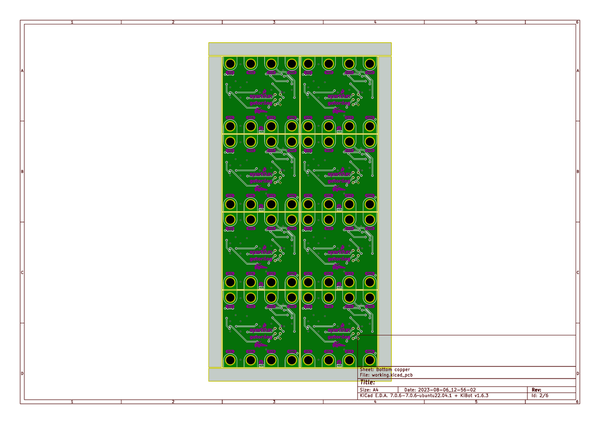 1 2 3 4 5 6
A A
B B
C C
D D
Sheet: Bottom copper
File: working.kicad_pcb
Title:
Size: A4 Date: 2023-08-06_12-56-02 Rev:
KiCad E.D.A. 7.0.6-7.0.6~ubuntu22.04.1 + KiBot v1.6.3 Id: 2/6
1 2 3 4 5 6